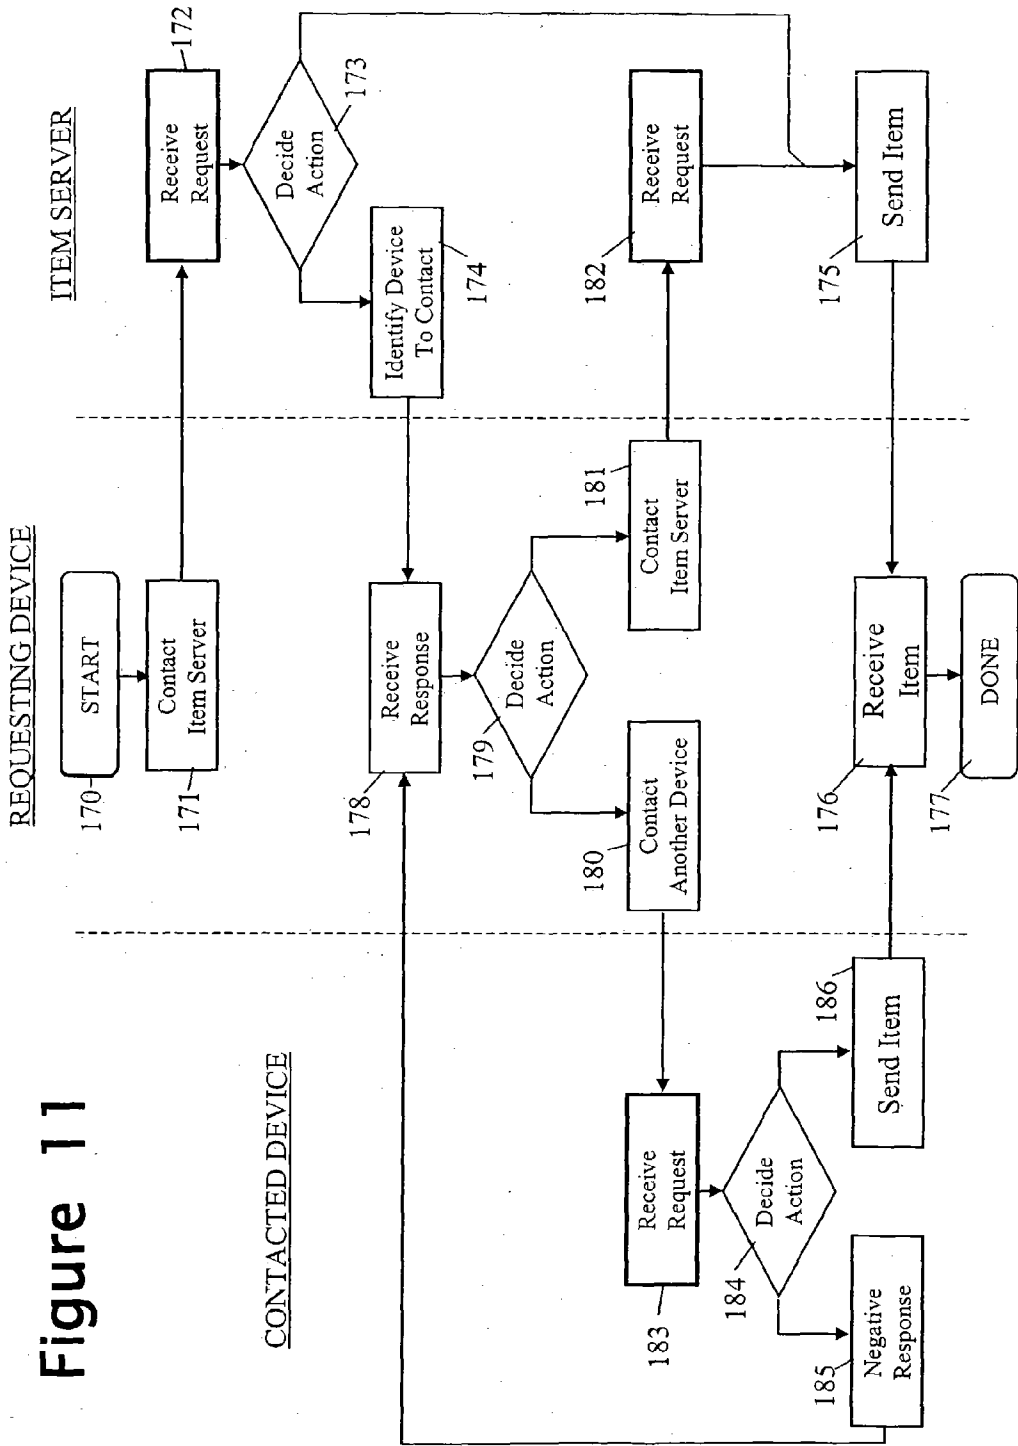 Figure 11
CONTACTED DEVICE
REQUESTING DEVICE
ITEM SERVER
START
170
Contact
Item Server
171
Receive
Request
172
Decide
Action
173
Identify Device
To Contact
174
Receive
Response
178
Decide
Action
179
Contact
Another Device
180
Contact
Item Server
181
Receive
Request
182
Receive
Request
183
Decide
Action
184
Negative
Response
185
Send Item
186
Receive
Item
176
Send Item
175
DONE
177